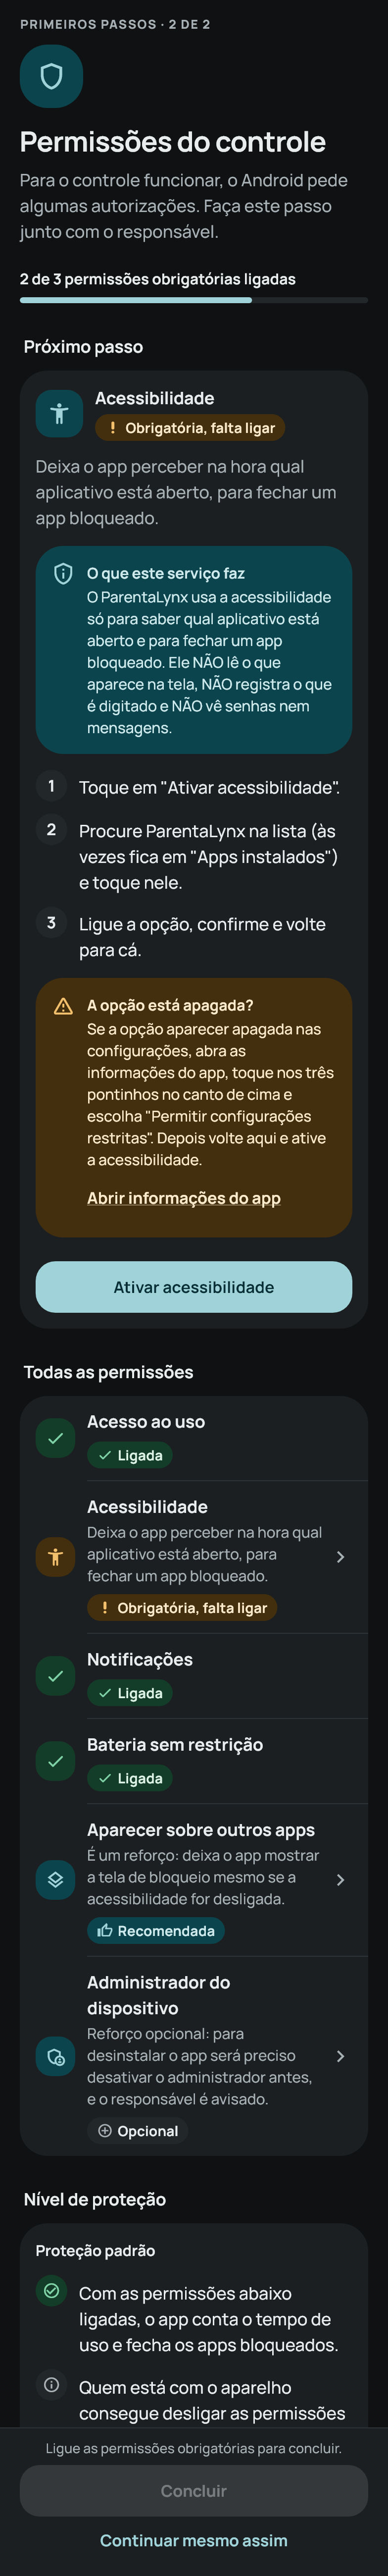 PRIMEIROS PASSOS · 2 DE 2
Permissões do controle
Para o controle funcionar, o Android pede
algumas autorizações. Faça este passo
junto com o responsável.
2 de 3 permissões obrigatórias ligadas
Próximo passo
Acessibilidade
! Obrigatória, falta ligar
Deixa o app perceber na hora qual
aplicativo está aberto, para fechar um
app bloqueado.
O que este serviço faz
O ParentaLynx usa a acessibilidade
só para saber qual aplicativo está
aberto e para fechar um app
bloqueado. Ele NÃO lê o que
aparece na tela, NÃO registra o que
é digitado e NÃO vê senhas nem
mensagens.
1 Toque em "Ativar acessibilidade".
2 Procure ParentaLynx na lista (às
vezes fica em "Apps instalados")
e toque nele.
3 Ligue a opção, confirme e volte
para cá.
A opção está apagada?
Se a opção aparecer apagada nas
configurações, abra as
informações do app, toque nos três
pontinhos no canto de cima e
escolha "Permitir configurações
restritas". Depois volte aqui e ative
a acessibilidade.
Abrir informações do app
Ativar acessibilidade
Todas as permissões
Acesso ao uso
Ligada
Acessibilidade
Deixa o app perceber na hora qual
aplicativo está aberto, para
fechar um app bloqueado.
! Obrigatória, falta ligar
Notificações
Ligada
Bateria sem restrição
Ligada
Aparecer sobre outros apps
É um reforço: deixa o app mostrar
a tela de bloqueio mesmo se a
acessibilidade for desligada.
Recomendada
Administrador do
dispositivo
Reforço opcional: para
desinstalar o app será preciso
desativar o administrador antes,
e o responsável é avisado.
Opcional
Nível de proteção
Proteção padrão
Com as permissões abaixo
ligadas, o app conta o tempo de
uso e fecha os apps bloqueados.
Quem está com o aparelho
consegue desligar as permissões
Ligue as permissões obrigatórias para concluir.
Concluir
Continuar mesmo assim